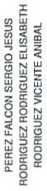 PEREZ FALCON SERGIO JESUS
RODRIGUEZ RODRIGUEZ ELISABETH
RODRIGUEZ VICENTE ANIBAL